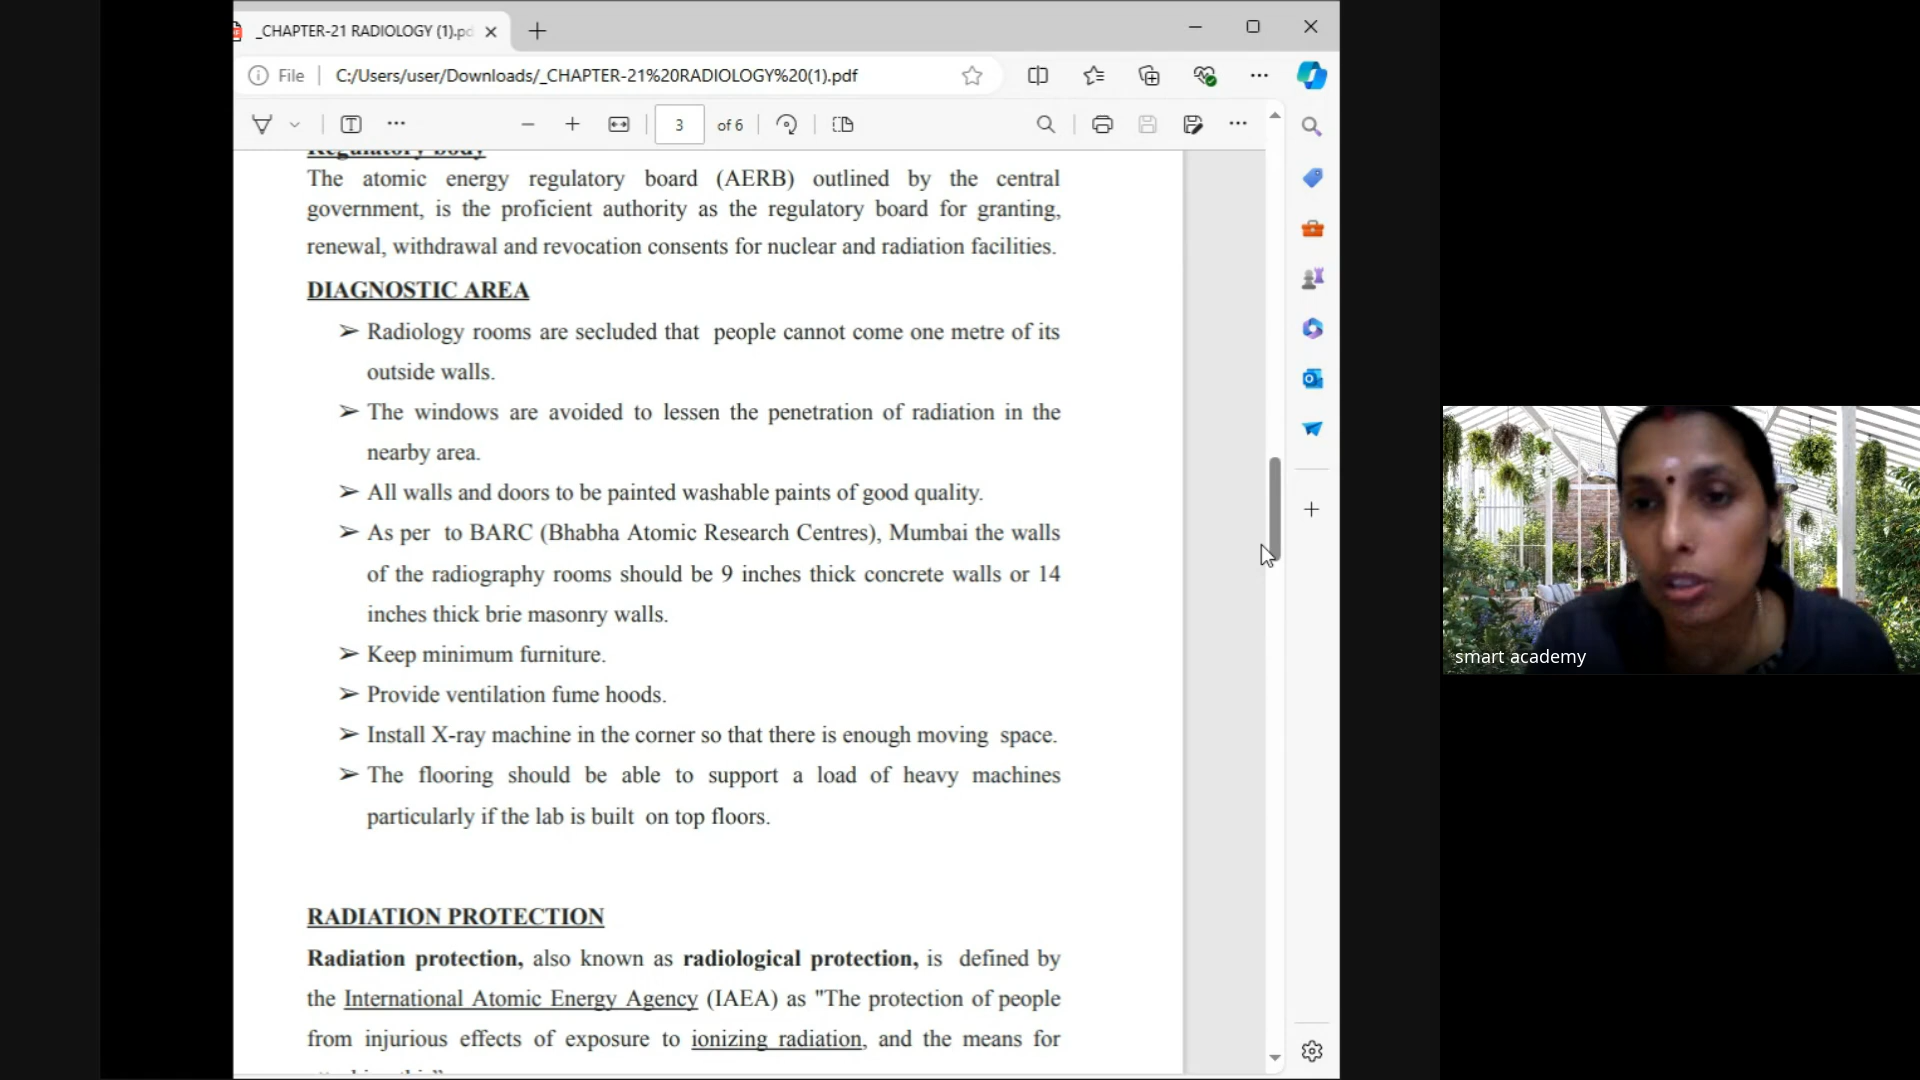 _CHAPTER-21 RADIOLOGY (1).pd
File
C:/Users/user/Downloads/_CHAPTER-21%20RADIOLOGY%20(1).pdf
3 of 6
Regulatory body
The atomic energy regulatory board (AERB) outlined by the central
government, is the proficient authority as the regulatory board for granting,
renewal, withdrawal and revocation consents for nuclear and radiation facilities.
DIAGNOSTIC AREA
➢ Radiology rooms are secluded that people cannot come one metre of its
outside walls.
➢ The windows are avoided to lessen the penetration of radiation in the
nearby area.
➢ All walls and doors to be painted washable paints of good quality.
➢ As per to BARC (Bhabha Atomic Research Centres), Mumbai the walls
of the radiography rooms should be 9 inches thick concrete walls or 14
inches thick brie masonry walls.
➢ Keep minimum furniture.
➢ Provide ventilation fume hoods.
➢ Install X-ray machine in the corner so that there is enough moving space.
➢ The flooring should be able to support a load of heavy machines
particularly if the lab is built on top floors.
RADIATION PROTECTION
Radiation protection, also known as radiological protection, is defined by
the International Atomic Energy Agency (IAEA) as "The protection of people
from injurious effects of exposure to ionizing radiation, and the means for
smart academy